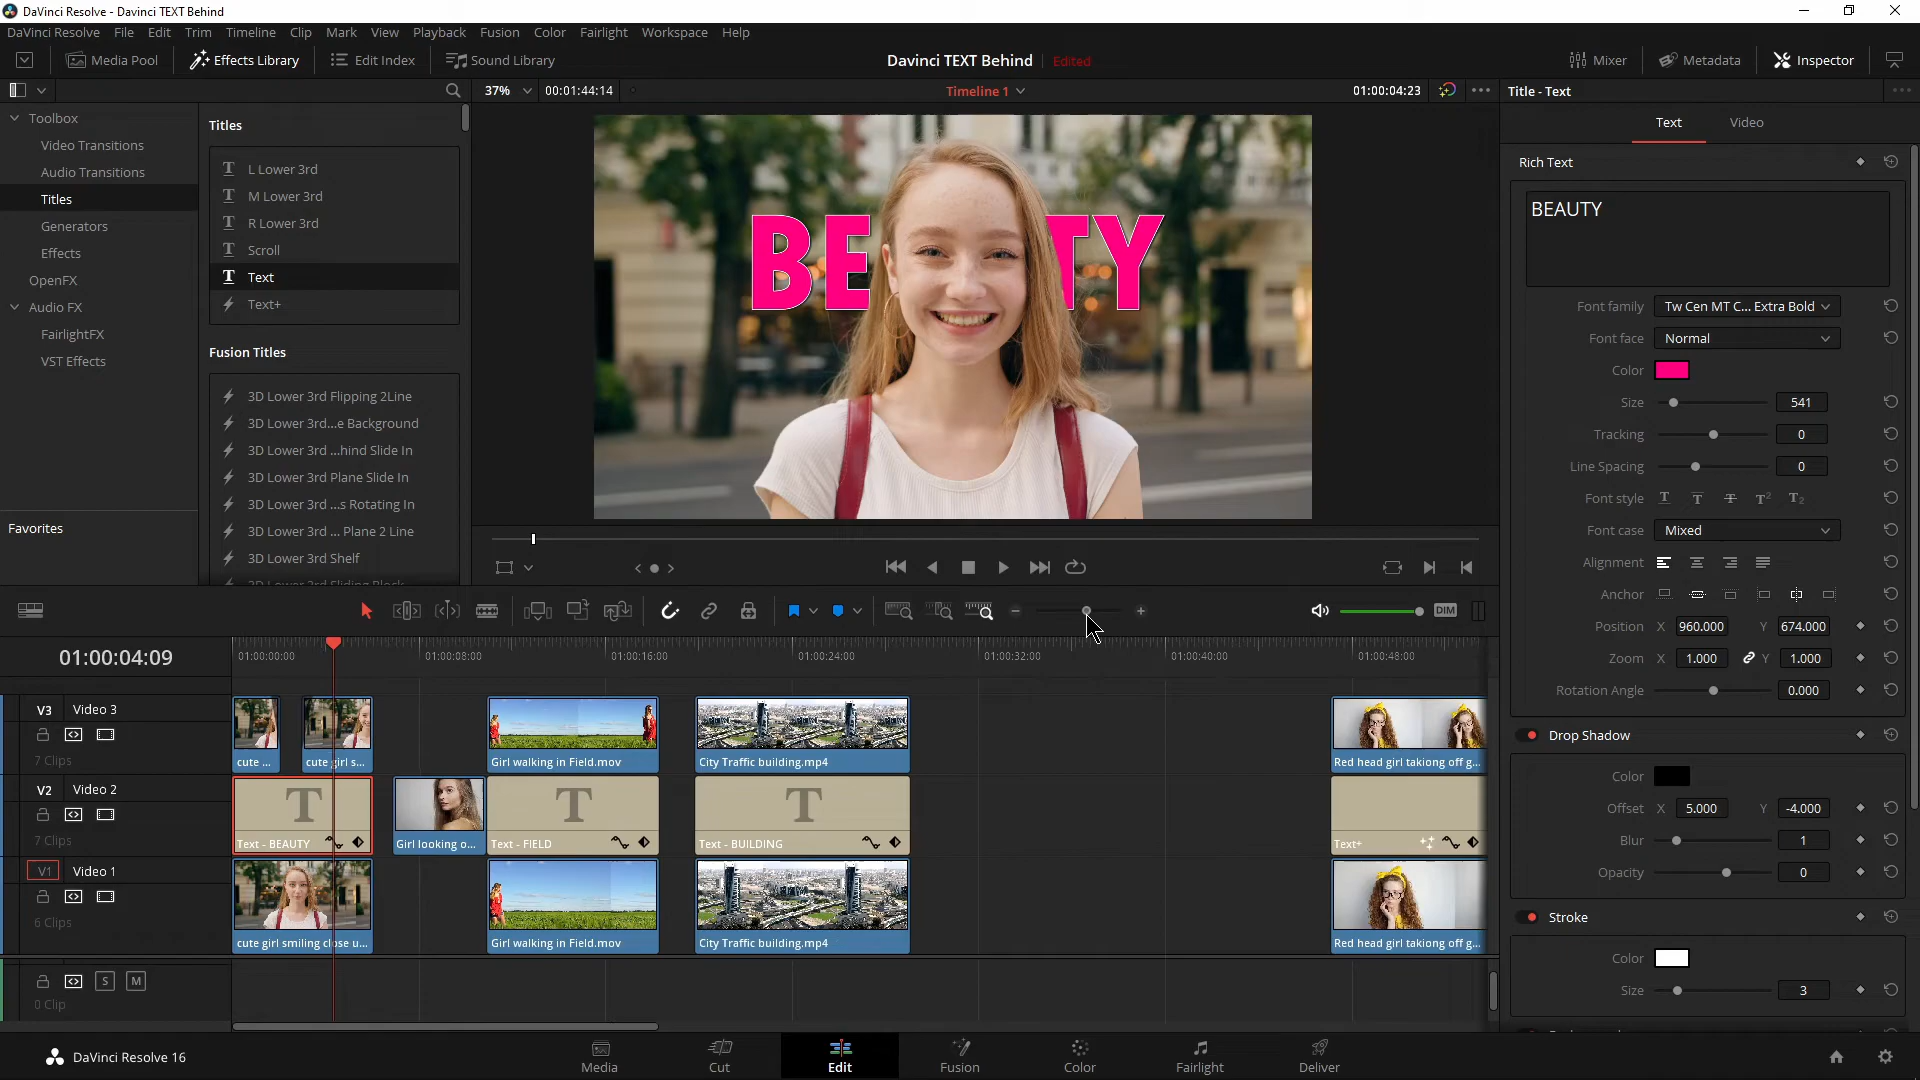 DaVinci Resolve - Davinci TEXT Behind
DaVinci Resolve File Edit Trim Timeline Clip Mark View Playback Fusion Color Fairlight Workspace Help
Media Pool Effects Library Edit Index Sound Library Davinci TEXT Behind Edited Mixer Metadata Inspector
37% 00:01:44:14 Timeline 1 01:00:04:23 Title - Text
Toolbox
Video Transitions
Audio Transitions
Titles
Generators
Effects
OpenFX
Audio FX
FairlightFX
VST Effects
Favorites
Titles
L Lower 3rd
M Lower 3rd
R Lower 3rd
Scroll
Text
Text+
Fusion Titles
3D Lower 3rd Flipping 2Line
3D Lower 3rd...e Background
3D Lower 3rd ...hind Slide In
3D Lower 3rd Plane Slide In
3D Lower 3rd ...s Rotating In
3D Lower 3rd ... Plane 2 Line
3D Lower 3rd Shelf
BE TY
Text Video
Rich Text
BEAUTY
Font family Tw Cen MT C... Extra Bold
Font face Normal
Color
Size 541
Tracking 0
Line Spacing 0
Font style T T T T2 T2
Font case Mixed
Alignment
Anchor
Position X 960.000 Y 674.000
Zoom X 1.000 Y 1.000
Rotation Angle 0.000
Drop Shadow
Color
Offset X 5.000 Y -4.000
Blur 1
Opacity 0
Stroke
Color
Size 3
DIM
01:00:04:09 01:00:00:00 01:00:08:00 01:00:16:00 01:00:24:00 01:00:32:00 01:00:40:00 01:00:48:00
V3 Video 3
7 Clips
cute ... cute girl s... Girl walking in Field.mov City Traffic building.mp4 Red head girl takiong off g...
V2 Video 2
7 Clips
Text - BEAUTY Girl looking o... Text - FIELD Text - BUILDING Text+
V1 Video 1
6 Clips
cute girl smiling close u... Girl walking in Field.mov City Traffic building.mp4 Red head girl takiong off g...
S M
0 Clip
DaVinci Resolve 16 Media Cut Edit Fusion Color Fairlight Deliver